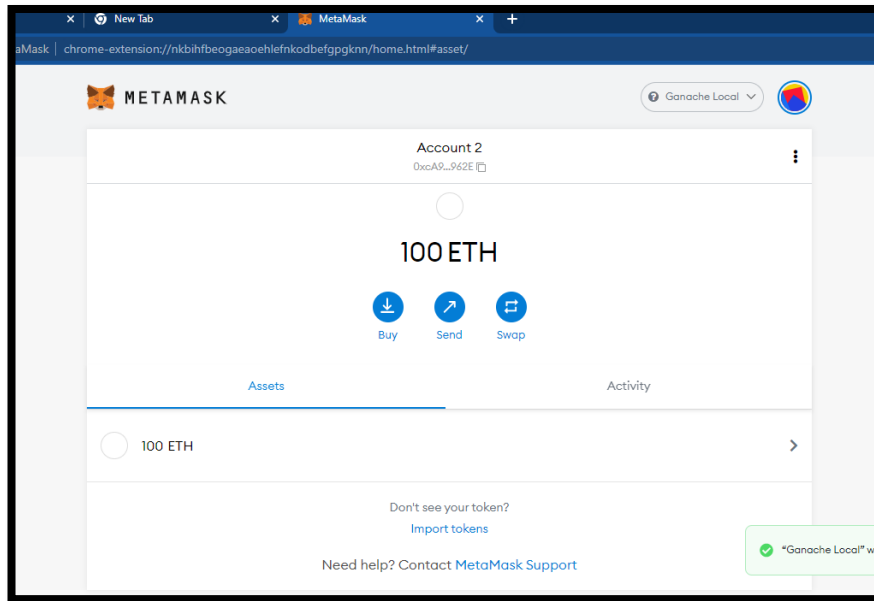 New Tab
MetaMask
aMask | chrome-extension://nkbihfbeogaeaoehlefnkodbefgpgknn/home.html#asset/
METAMASK
Ganache Local
Account 2
0xcA9...962E
100 ETH
Buy
Send
Swap
Assets
Activity
100 ETH
Don't see your token?
Import tokens
Need help? Contact MetaMask Support
“Ganache Local” w